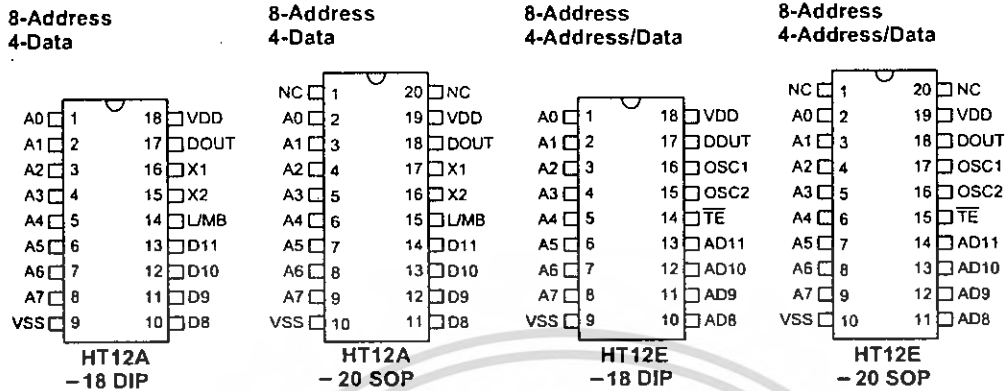 8-Address
4-Data
NC 1 20 NC
A0 1 18 VDD
A1 2 17 DOUT
A2 3 16 X1
A3 4 15 X2
A4 5 14 L/MB
A5 6 13 D11
A6 7 12 D10
A7 8 11 D9
VSS 9 10 D8
HT12A
–18 DIP
8-Address
4-Data
A0 2 19 VDD
A1 3 18 DOUT
A2 4 17 X1
A3 5 16 X2
A4 6 15 L/MB
A5 7 14 D11
A6 8 13 D10
A7 9 12 D9
VSS 10 11 D8
HT12A
–20 SOP
8-Address
4-Address/Data
A0 1 18 VDD
A1 2 17 DDUT
A2 3 16 OSC1
A3 4 15 OSC2
A4 5 14 TE
A5 6 13 AD11
A6 7 12 AD10
A7 8 11 AD9
VSS 9 10 AD8
HT12E
–18 DIP
8-Address
4-Address/Data
NC 1 20 NC
A0 2 19 VDD
A1 3 18 DOUT
A2 4 17 OSC1
A3 5 16 OSC2
A4 6 15 TE
A5 7 14 AD11
A6 8 13 AD10
A7 9 12 AD9
VSS 10 11 AD8
HT12E
–20 SOP